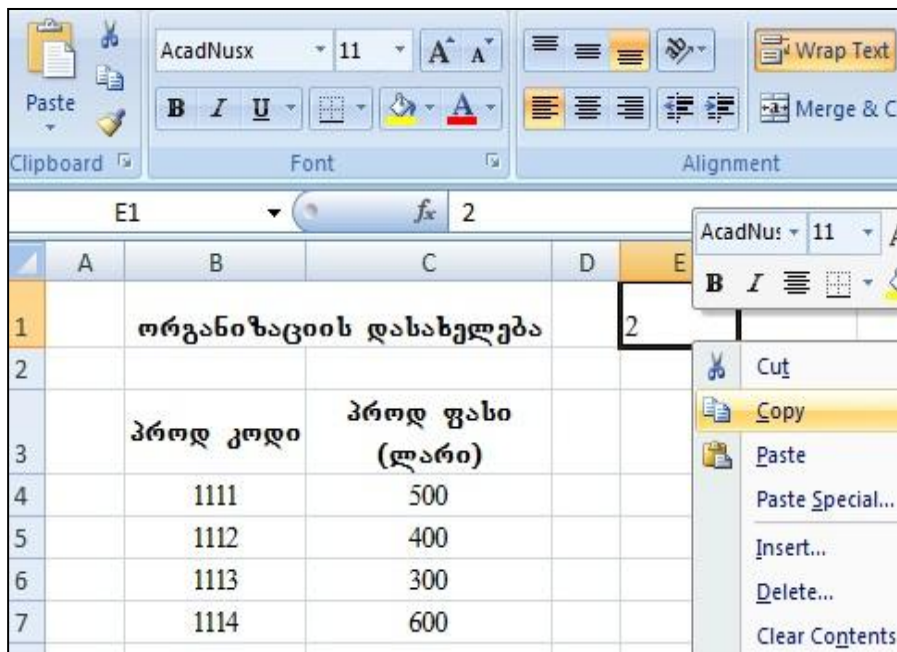 AcadNusx 11 A A Wrap Text
Paste B I U A Merge & C
Clipboard Font Alignment
E1 fx 2
AcadNus 11
A B C D E
B I
1 ორგანიზაციის დასახელება 2
2 Cut
Copy
3 პროდ კოდი პროდ ფასი (ლარი) Paste
4 1111 500 Paste Special...
5 1112 400 Insert...
6 1113 300 Delete...
7 1114 600 Clear Contents